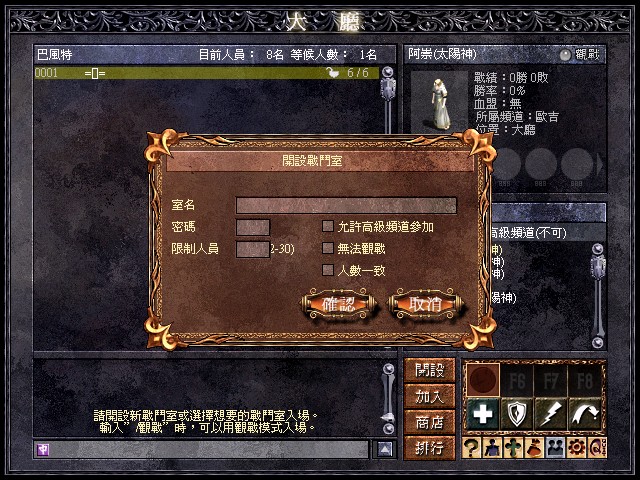 大廳
巴風特 目前人員： 8名 等候人數： 1名
0001 =[]= 6/6
阿崇(太陽神) 觀戰
戰績：0勝 0敗
勝率：0%
血盟：無
所屬頻道：歐吉
位置：大廳
開設戰鬥室
室名
密碼
允許高級頻道參加
限制人員 2-30)
無法觀戰
人數一致
確認 取消
高級頻道(不可)
神)
神)
神)
陽神)
請開設新戰鬥室或選擇想要的戰鬥室入場。
輸入"/觀戰"時，可以用觀戰模式入場。
中
開設
加入
商店
排行
F6 F7 F8